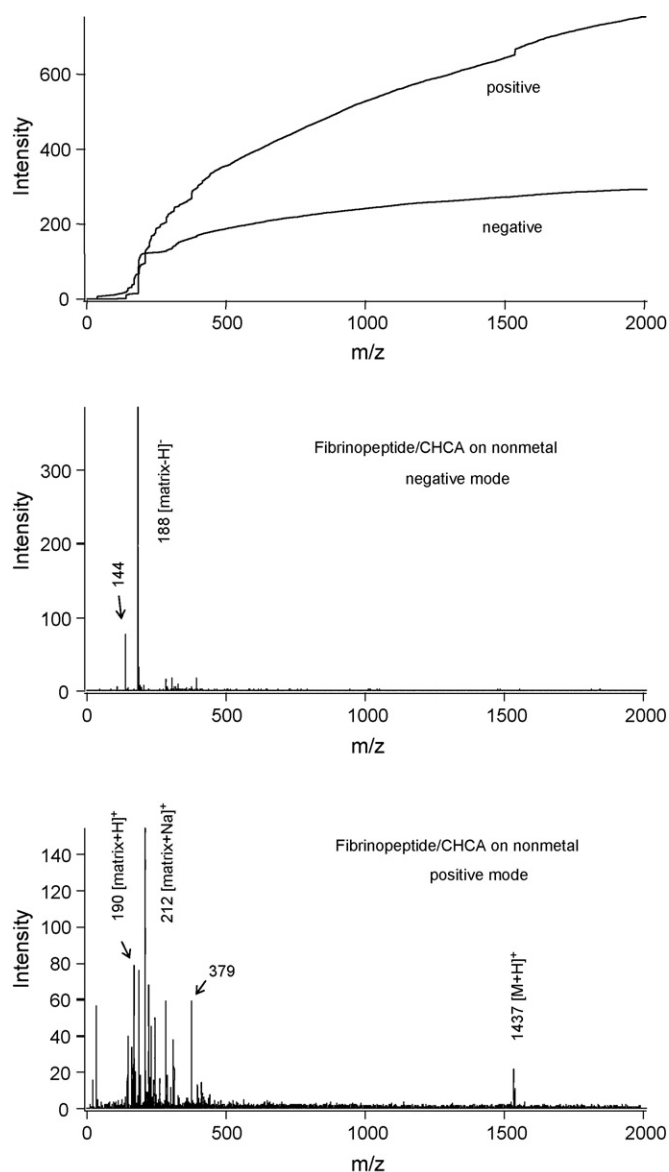 600
400
200
0
Intensity
positive
negative
0 500 1000 1500 2000
m/z
300
200
100
0
Intensity
144
188 [matrix-H]-
Fibrinopeptide/CHCA on nonmetal
negative mode
0 500 1000 1500 2000
m/z
140
120
100
80
60
40
20
0
Intensity
190 [matrix+H]+
212 [matrix+Na]+
379
Fibrinopeptide/CHCA on nonmetal
positive mode
1437 [M+H]+
0 500 1000 1500 2000
m/z